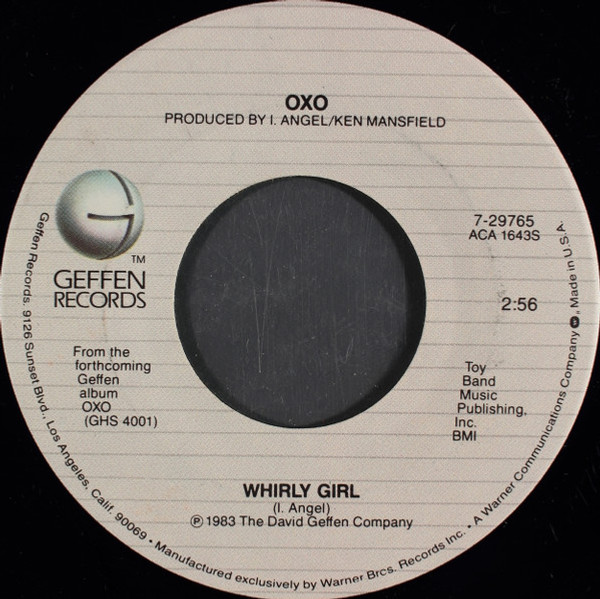 OXO
PRODUCED BY I. ANGEL/KEN MANSFIELD
G
TM
GEFFEN
RECORDS
7-29765
ACA 1643S
2:56
From the
forthcoming
Geffen
album
OXO
(GHS 4001)
Toy
Band
Music
Publishing,
Inc.
BMI
WHIRLY GIRL
(I. Angel)
Ⓟ 1983 The David Geffen Company
Geffen Records, 9126 Sunset Blvd., Los Angeles, Calif. 90069 • Manufactured exclusively by Warner Bros. Records Inc. • A Warner Communications Company, Made in U.S.A.